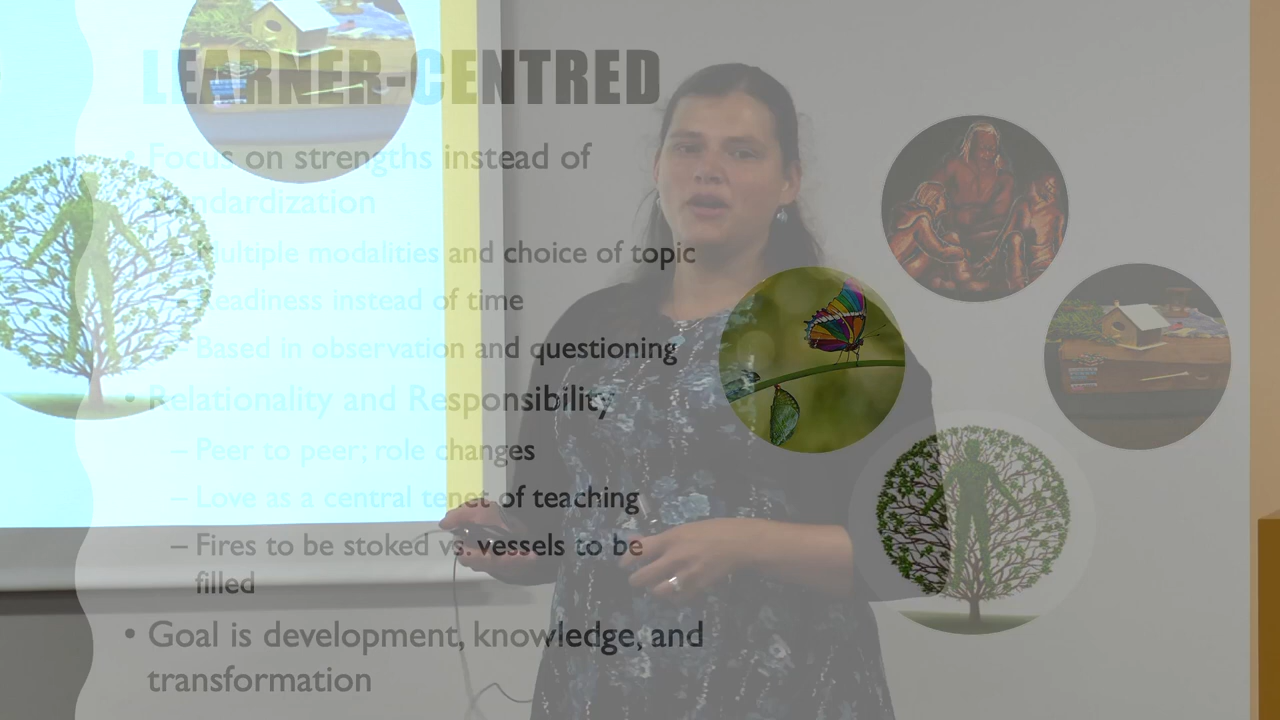 LEARNER-CENTRED
• Focus on strengths instead of
standardization
– Multiple modalities and choice of topic
– Readiness instead of time
– Based in observation and questioning
• Relationality and Responsibility
– Peer to peer; role changes
– Love as a central tenet of teaching
– Fires to be stoked vs. vessels to be
filled
• Goal is development, knowledge, and
transformation